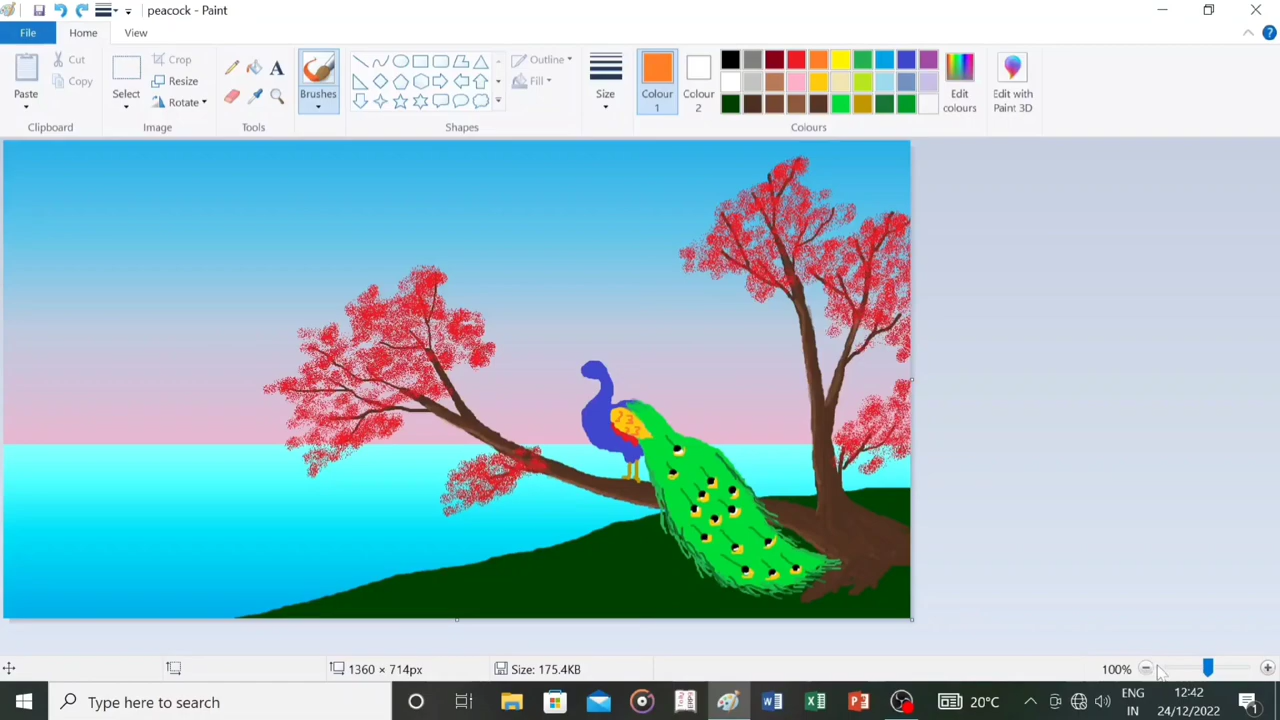 peacock - Paint
File
Home
View
Paste
Cut
Copy
Clipboard
Select
Crop
Resize
Rotate
Image
A
Tools
Brushes
Outline
Fill
Shapes
Size
Colour
1
Colour
2
Edit
colours
Colours
Edit with
Paint 3D
1360 × 714px
Size: 175.4KB
100%
Type here to search
20°C
ENG
IN
12:42
24/12/2022
1